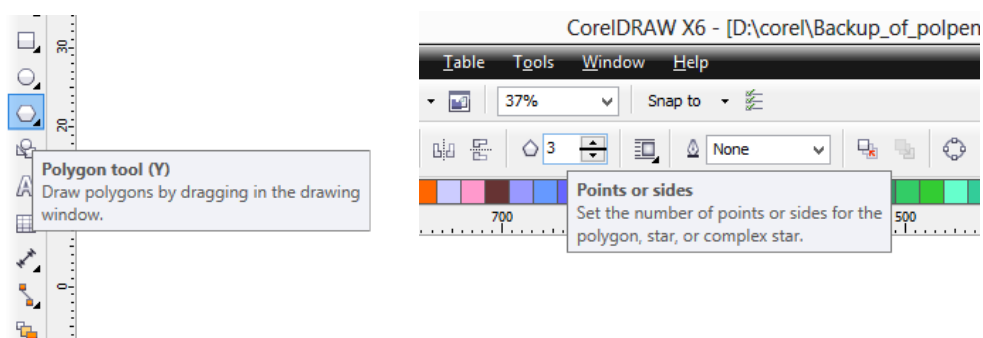 30
20
Polygon tool (Y)
Draw polygons by dragging in the drawing
window.
0
CorelDRAW X6 - [D:\corel\Backup_of_polpen
Table Tools Window Help
37% Snap to
3 None
Points or sides
Set the number of points or sides for the
polygon, star, or complex star.
700 500